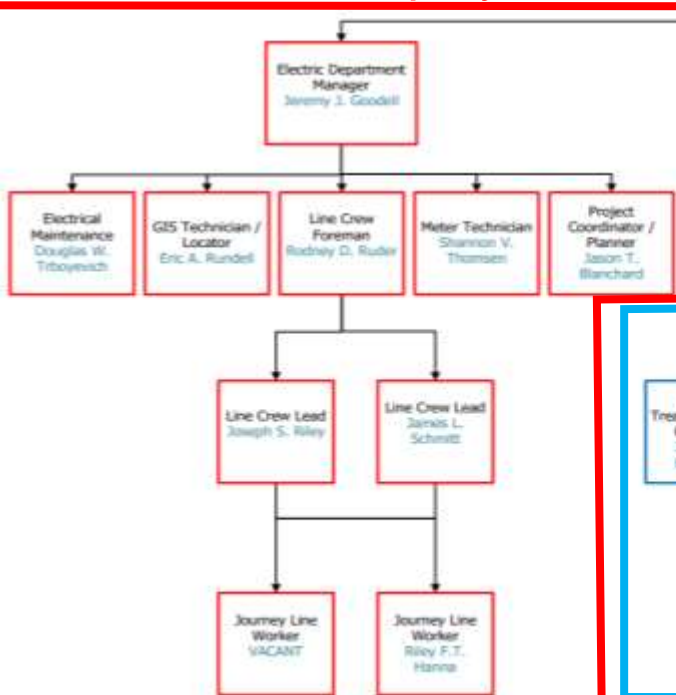 Electric Department
Manager
Jeremy J. Goodell
Electrical
Maintenance
Douglas W.
Trboyevich
GIS Technician /
Locator
Eric A. Rundell
Line Crew
Foreman
Rodney D. Ruder
Meter Technician
Shannon V.
Thomsen
Project
Coordinator /
Planner
Jason T.
Blanchard
Line Crew Lead
Joseph S. Riley
Line Crew Lead
James L.
Schmitt
Journey Line
Worker
VACANT
Journey Line
Worker
Riley F.T.
Hanna